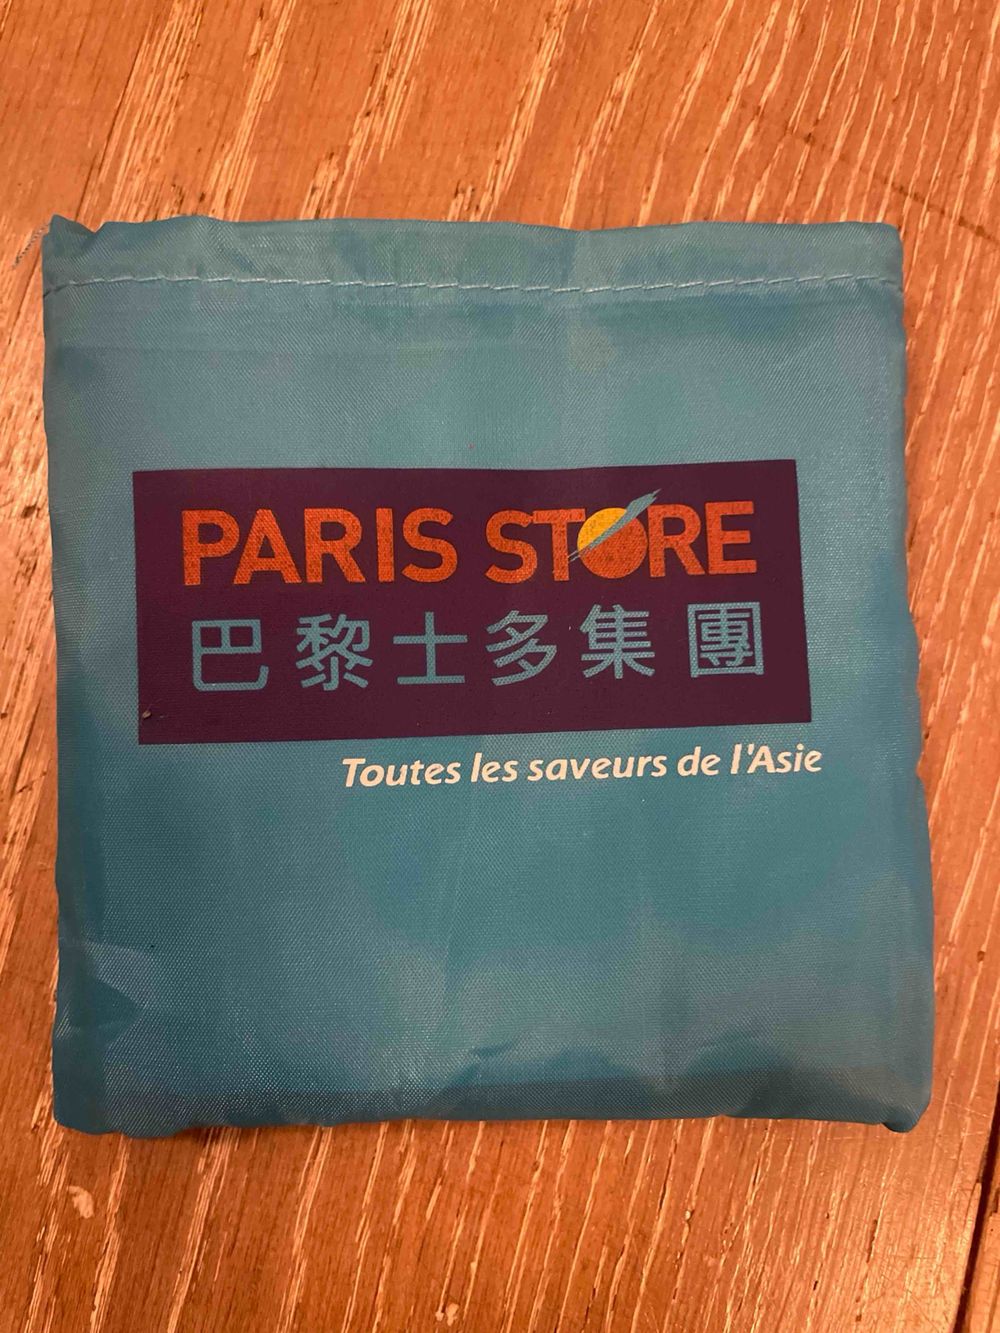 PARIS STORE
巴黎士多集團
Toutes les saveurs de l'Asie